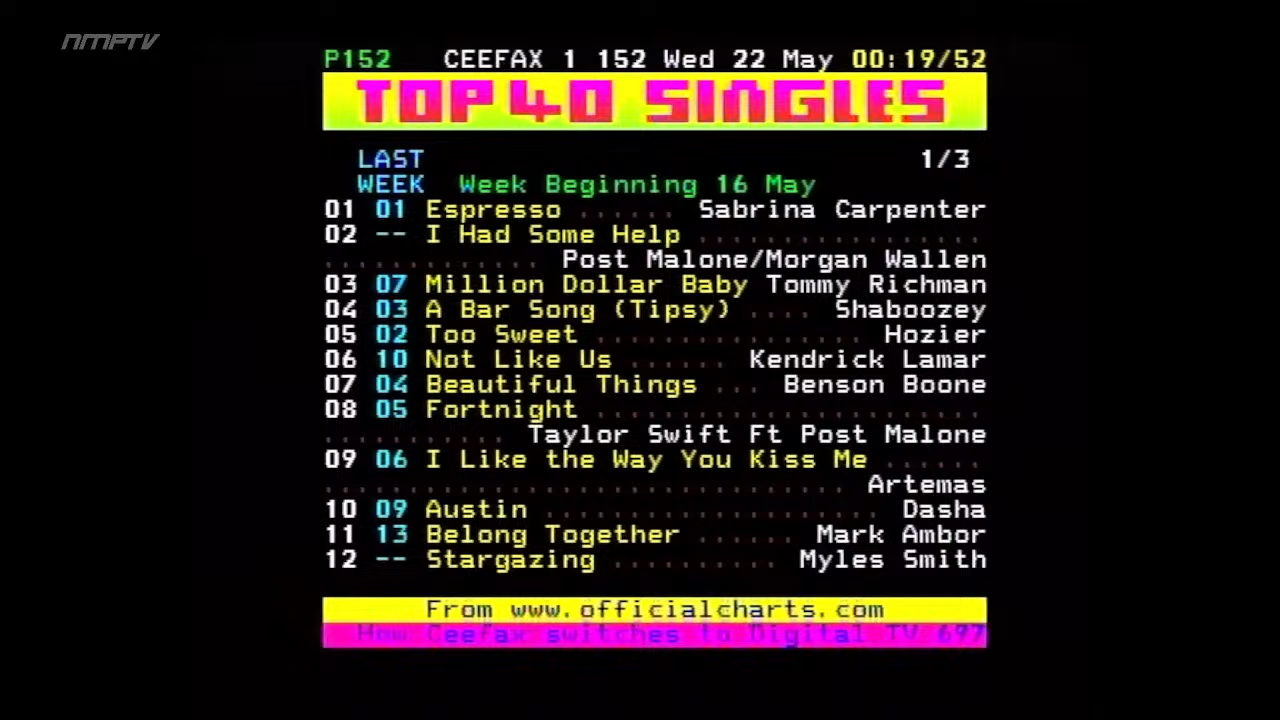 NMPTV
P152 CEEFAX 1 152 Wed 22 May 00:19/52
TOP 40 SINGLES
LAST 1/3
WEEK Week Beginning 16 May
01 01 Espresso ...... Sabrina Carpenter
02 -- I Had Some Help .................
............. Post Malone/Morgan Wallen
03 07 Million Dollar Baby Tommy Richman
04 03 A Bar Song (Tipsy) .... Shaboozey
05 02 Too Sweet ................ Hozier
06 10 Not Like Us ...... Kendrick Lamar
07 04 Beautiful Things ... Benson Boone
08 05 Fortnight .......................
........... Taylor Swift Ft Post Malone
09 06 I Like the Way You Kiss Me ......
............................... Artemas
10 09 Austin .................... Dasha
11 13 Belong Together ...... Mark Ambor
12 -- Stargazing .......... Myles Smith
From www.officialcharts.com
How Ceefax switches to Digital TV 697